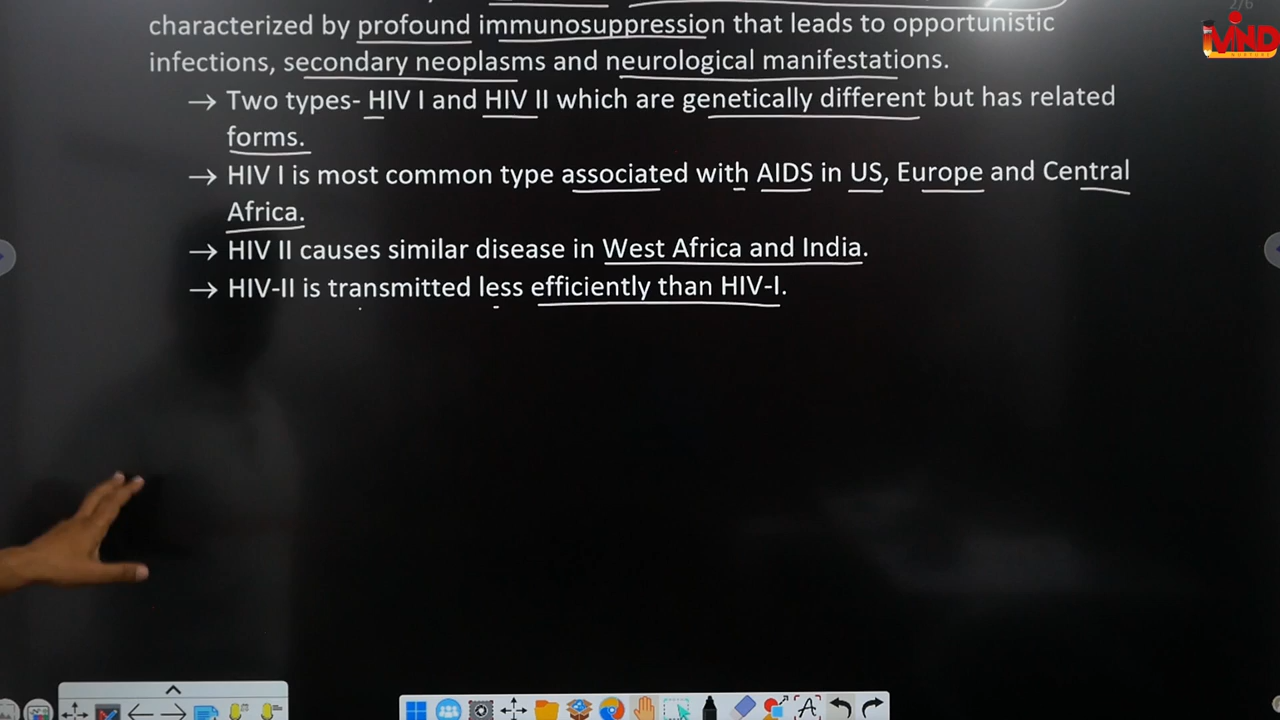 2/6
characterized by profound immunosuppression that leads to opportunistic
infections, secondary neoplasms and neurological manifestations.
→ Two types- HIV I and HIV II which are genetically different but has related
forms.
→ HIV I is most common type associated with AIDS in US, Europe and Central
Africa.
→ HIV II causes similar disease in West Africa and India.
→ HIV-II is transmitted less efficiently than HIV-I.